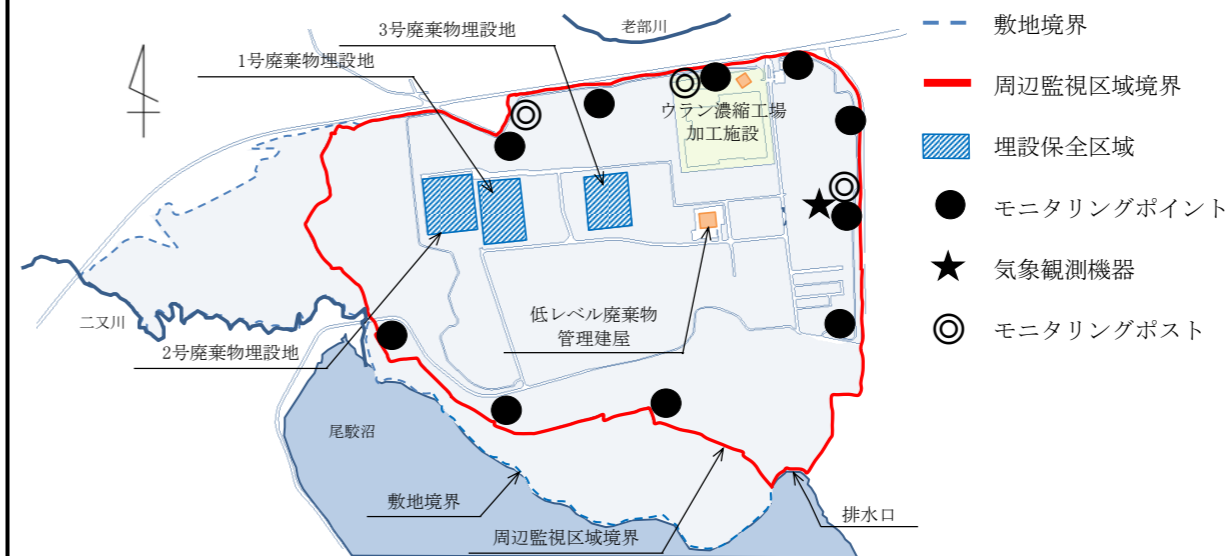 老部川
3号廃棄物埋設地
1号廃棄物埋設地
ウラン濃縮工場
加工施設
二又川
2号廃棄物埋設地
低レベル廃棄物
管理建屋
尾駮沼
敷地境界
周辺監視区域境界
排水口
敷地境界
周辺監視区域境界
埋設保全区域
モニタリングポイント
気象観測機器
モニタリングポスト